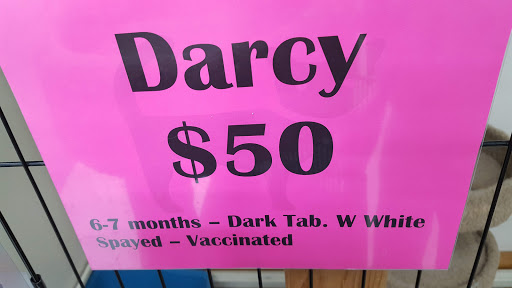 Darcy
$50
6-7 months – Dark Tab. W White
Spayed – Vaccinated